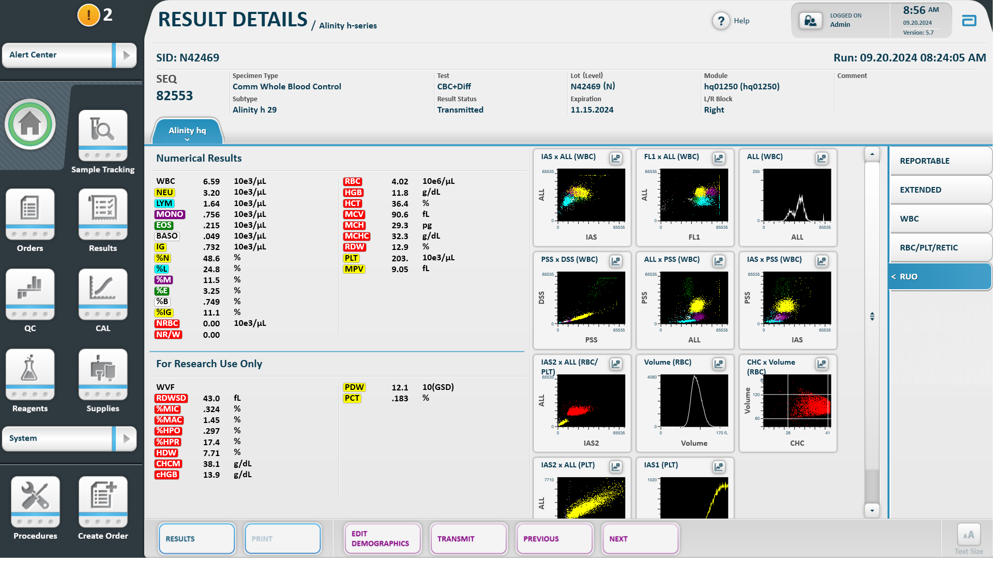 2
RESULT DETAILS / Alinity h-series
? Help
LOGGED ON
Admin
8:56 AM
09.20.2024
Version: 5.7
Alert Center
SID: N42469
Run: 09.20.2024 08:24:05 AM
SEQ
82553
Specimen Type
Comm Whole Blood Control
Subtype
Alinity h 29
Test
CBC+Diff
Result Status
Transmitted
Lot (Level)
N42469 (N)
Expiration
11.15.2024
Module
hq01250 (hq01250)
L/R Block
Right
Comment
Alinity hq
Sample Tracking
Orders
Results
QC
CAL
Reagents
Supplies
System
Procedures
Create Order
Numerical Results
WBC 6.59 10e3/µL
NEU 3.20 10e3/µL
LYM 1.64 10e3/µL
MONO .756 10e3/µL
EOS .215 10e3/µL
BASO .049 10e3/µL
IG .732 10e3/µL
%N 48.6 %
%L 24.8 %
%M 11.5 %
%E 3.25 %
%B .749 %
%IG 11.1 %
NRBC 0.00 10e3/µL
NR/W 0.00
RBC 4.02 10e6/µL
HGB 11.8 g/dL
HCT 36.4 %
MCV 90.6 fL
MCH 29.3 pg
MCHC 32.3 g/dL
RDW 12.9 %
PLT 203. 10e3/µL
MPV 9.05 fL
For Research Use Only
WVF
RDWSD 43.0 fL
%MIC .324 %
%MAC 1.45 %
%HPO .297 %
%HPR 17.4 %
HDW 7.71 %
CHCM 38.1 g/dL
cHGB 13.9 g/dL
PDW 12.1 10(GSD)
PCT .183 %
IAS x ALL (WBC)
65535
ALL
0
0 65535
IAS
FL1 x ALL (WBC)
65535
ALL
0
0 65535
FL1
ALL (WBC)
255
0
0 65535
ALL
PSS x DSS (WBC)
65535
DSS
0
0 65535
PSS
ALL x PSS (WBC)
65535
PSS
0
0 65535
ALL
IAS x PSS (WBC)
65535
PSS
0
0 65535
IAS
IAS2 x ALL (RBC/
PLT)
65535
ALL
0
0 65535
IAS2
Volume (RBC)
4080
0
0 170 fL
Volume
CHC x Volume
(RBC)
Volume
120
60
28 41
CHC
IAS2 x ALL (PLT)
7710
ALL
IAS1 (PLT)
1020
REPORTABLE
EXTENDED
WBC
RBC/PLT/RETIC
< RUO
RESULTS
PRINT
EDIT
DEMOGRAPHICS
TRANSMIT
PREVIOUS
NEXT
AA
Text Size